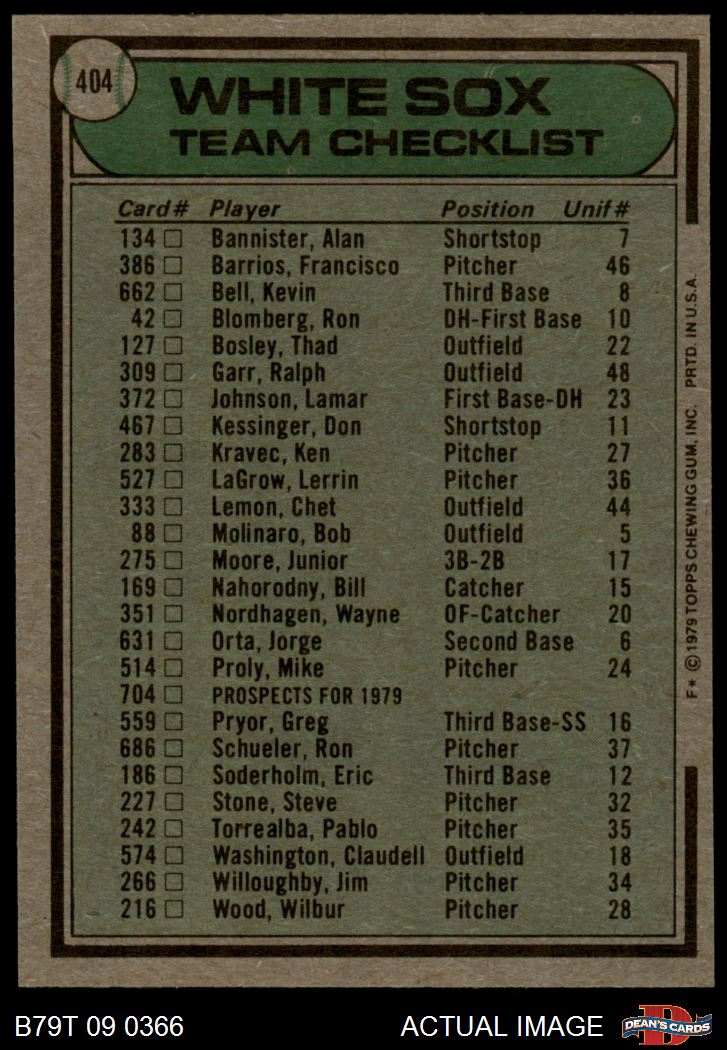 404
WHITE SOX
TEAM CHECKLIST
Card# Player Position Unif#
134 □ Bannister, Alan Shortstop 7
386 □ Barrios, Francisco Pitcher 46
662 □ Bell, Kevin Third Base 8
42 □ Blomberg, Ron DH-First Base 10
127 □ Bosley, Thad Outfield 22
309 □ Garr, Ralph Outfield 48
372 □ Johnson, Lamar First Base-DH 23
467 □ Kessinger, Don Shortstop 11
283 □ Kravec, Ken Pitcher 27
527 □ LaGrow, Lerrin Pitcher 36
333 □ Lemon, Chet Outfield 44
88 □ Molinaro, Bob Outfield 5
275 □ Moore, Junior 3B-2B 17
169 □ Nahorodny, Bill Catcher 15
351 □ Nordhagen, Wayne OF-Catcher 20
631 □ Orta, Jorge Second Base 6
514 □ Proly, Mike Pitcher 24
704 □ PROSPECTS FOR 1979
559 □ Pryor, Greg Third Base-SS 16
686 □ Schueler, Ron Pitcher 37
186 □ Soderholm, Eric Third Base 12
227 □ Stone, Steve Pitcher 32
242 □ Torrealba, Pablo Pitcher 35
574 □ Washington, Claudell Outfield 18
266 □ Willoughby, Jim Pitcher 34
216 □ Wood, Wilbur Pitcher 28
F* © 1979 TOPPS CHEWING GUM, INC. PRTD. IN U.S.A.
B79T 09 0366 ACTUAL IMAGE
D
DEAN'S CARDS